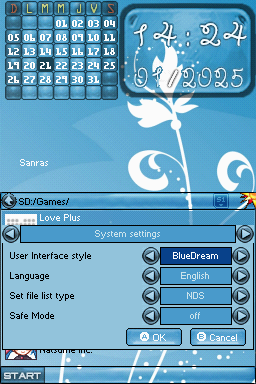 D L M M J V S
01 02 03 04
05 06 07 08 09 10 11
12 13 14 15 16 17 18
19 20 21 22 23 24 25
26 27 28 29 30 31
14:24
01/2025
Sanras
SD:/Games/
Love Plus
System settings
User Interface style BlueDream
Language English
Set file list type NDS
Safe Mode off
A OK B Cancel
Natsume Inc.
START